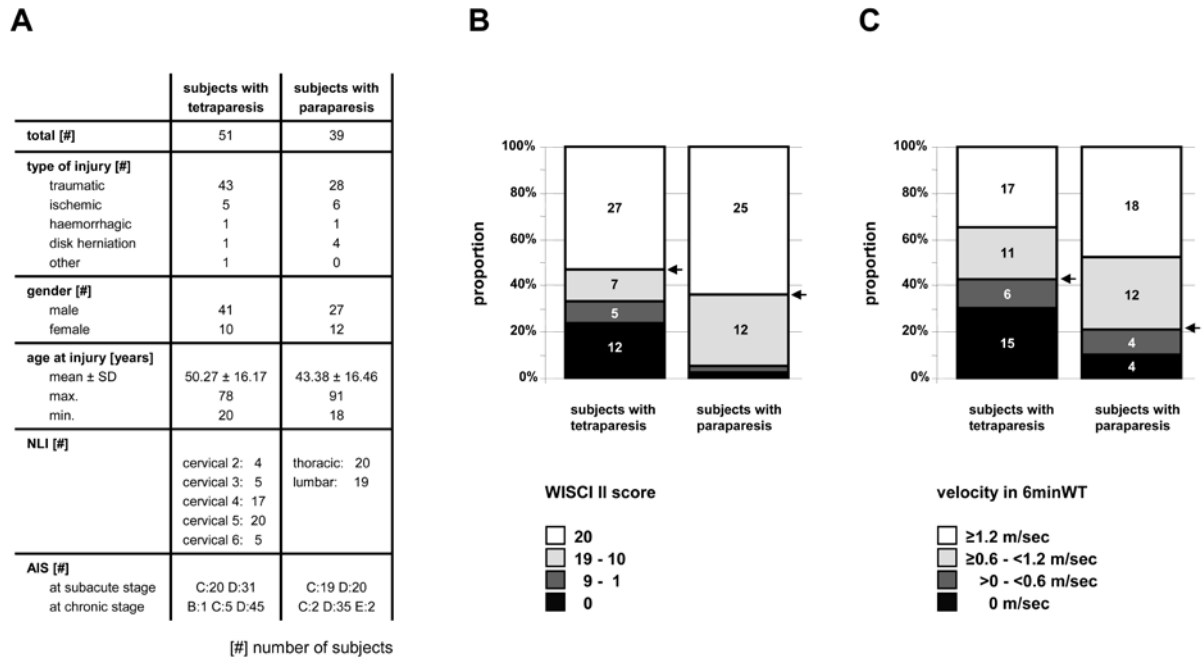 A
subjects with tetraparesis
subjects with paraparesis
total [#] 51 39
type of injury [#]
traumatic 43 28
ischemic 5 6
haemorrhagic 1 1
disk herniation 1 4
other 1 0
gender [#]
male 41 27
female 10 12
age at injury [years]
mean ± SD 50.27 ± 16.17 43.38 ± 16.46
max. 78 91
min. 20 18
NLI [#]
cervical 2: 4 thoracic: 20
cervical 3: 5 lumbar: 19
cervical 4: 17
cervical 5: 20
cervical 6: 5
AIS [#]
at subacute stage C:20 D:31 C:19 D:20
at chronic stage B:1 C:5 D:45 C:2 D:35 E:2
[#] number of subjects
B
proportion
100%
80%
60%
40%
20%
0%
27
7
5
12
25
12
subjects with
tetraparesis
subjects with
paraparesis
WISCI II score
20
19 - 10
9 - 1
0
C
proportion
100%
80%
60%
40%
20%
0%
17
11
6
15
18
12
4
4
subjects with
tetraparesis
subjects with
paraparesis
velocity in 6minWT
≥1.2 m/sec
≥0.6 - <1.2 m/sec
>0 - <0.6 m/sec
0 m/sec